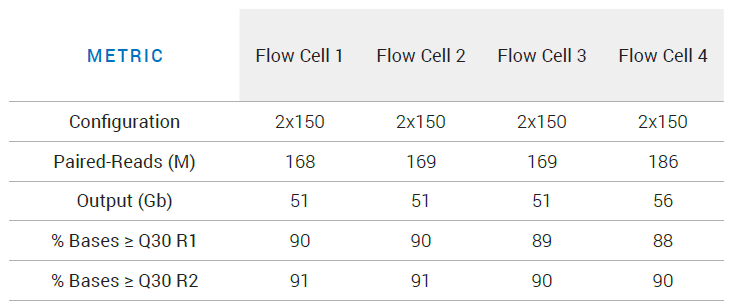 METRIC Flow Cell 1 Flow Cell 2 Flow Cell 3 Flow Cell 4
Configuration 2x150 2x150 2x150 2x150
Paired-Reads (M) 168 169 169 186
Output (Gb) 51 51 51 56
% Bases ≥ Q30 R1 90 90 89 88
% Bases ≥ Q30 R2 91 91 90 90